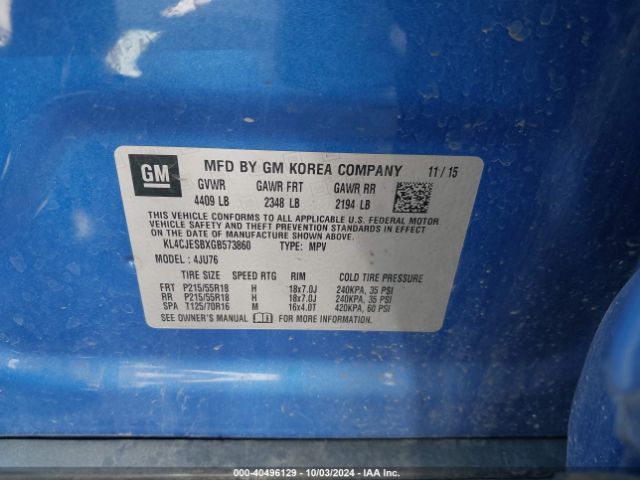 GM
MFD BY GM KOREA COMPANY 11/15
GVWR GAWR FRT GAWR RR
4409 LB 2348 LB 2194 LB
THIS VEHICLE CONFORMS TO ALL APPLICABLE U.S. FEDERAL MOTOR
VEHICLE SAFETY AND THEFT PREVENTION STANDARDS IN EFFECT
ON THE DATE OF MANUFACTURE SHOWN ABOVE.
KL4CJESBXGB573860 TYPE: MPV
MODEL : 4JU76
TIRE SIZE SPEED RTG RIM COLD TIRE PRESSURE
FRT P215/55R18 H 18x7.0J 240KPA, 35 PSI
RR P215/55R18 H 18x7.0J 240KPA, 35 PSI
SPA T125/70R16 M 16x4.0T 420KPA, 60 PSI
SEE OWNER'S MANUAL FOR MORE INFORMATION.
000-40496129 - 10/03/2024 - IAA Inc.